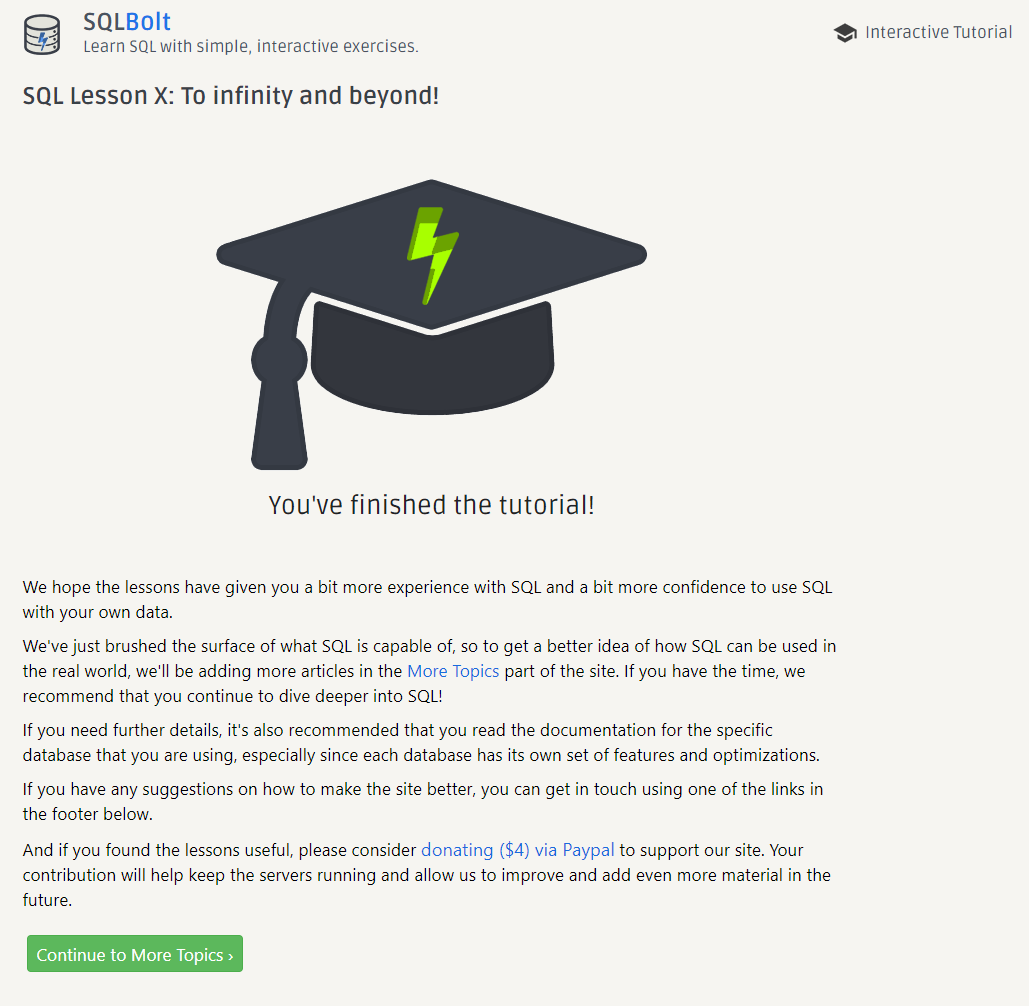 SQLBolt
Learn SQL with simple, interactive exercises.
Interactive Tutorial
SQL Lesson X: To infinity and beyond!
You've finished the tutorial!
We hope the lessons have given you a bit more experience with SQL and a bit more confidence to use SQL
with your own data.
We've just brushed the surface of what SQL is capable of, so to get a better idea of how SQL can be used in
the real world, we'll be adding more articles in the More Topics part of the site. If you have the time, we
recommend that you continue to dive deeper into SQL!
If you need further details, it's also recommended that you read the documentation for the specific
database that you are using, especially since each database has its own set of features and optimizations.
If you have any suggestions on how to make the site better, you can get in touch using one of the links in
the footer below.
And if you found the lessons useful, please consider donating ($4) via Paypal to support our site. Your
contribution will help keep the servers running and allow us to improve and add even more material in the
future.
Continue to More Topics ›